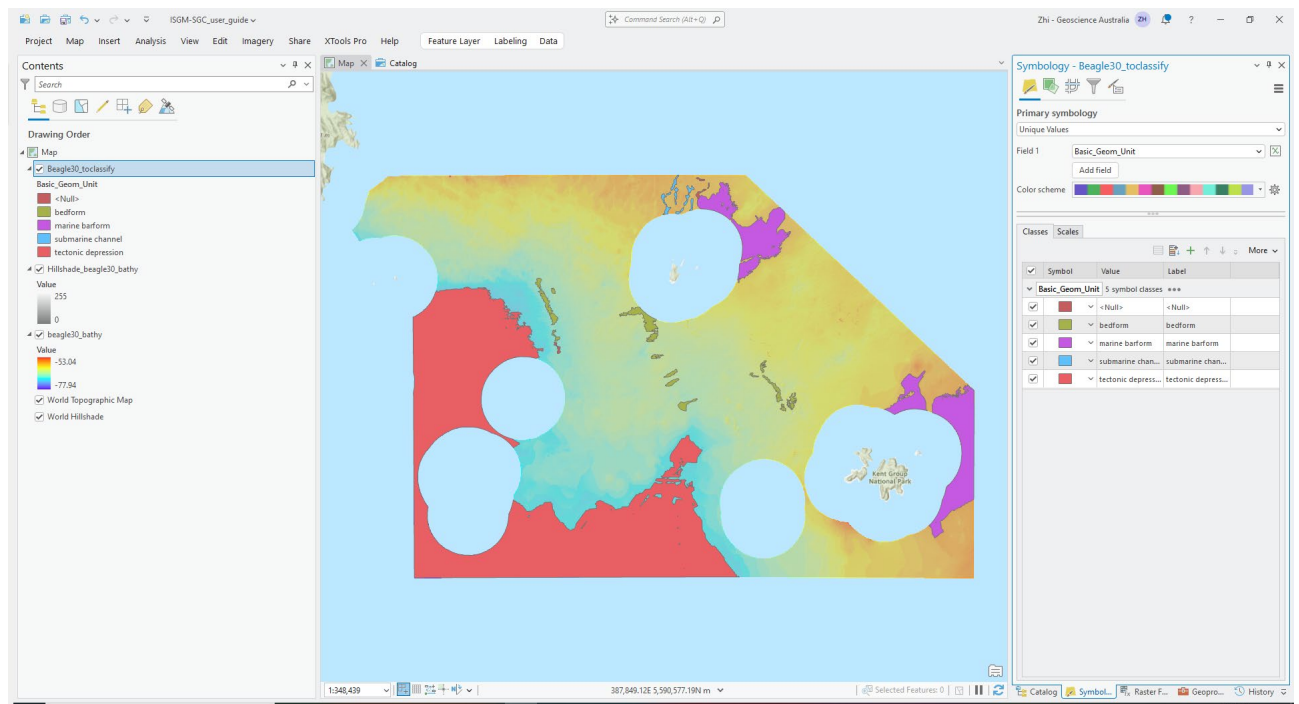 ISGM-SGC_user_guide
Command Search (Alt+Q)
Zhi - Geoscience Australia ZH ?
Project Map Insert Analysis View Edit Imagery Share XTools Pro Help Feature Layer Labeling Data
Contents
Search
Drawing Order
Map
Beagle30_toclassify
Basic_Geom_Unit
<Null>
bedform
marine barform
submarine channel
tectonic depression
Hillshade_beagle30_bathy
Value
255
0
beagle30_bathy
Value
-53.04
-77.94
World Topographic Map
World Hillshade
Map Catalog
Kent Group
National Park
1:348,439
387,849.12E 5,590,577.19N m
Selected Features: 0
Symbology - Beagle30_toclassify
Primary symbology
Unique Values
Field 1 Basic_Geom_Unit
Add field
Color scheme
Classes Scales
More
Symbol Value Label
Basic_Geom_Unit 5 symbol classes
<Null> <Null>
bedform bedform
marine barform marine barform
submarine chan... submarine chan...
tectonic depress... tectonic depress...
Catalog Symbol... Raster F... Geopro... History